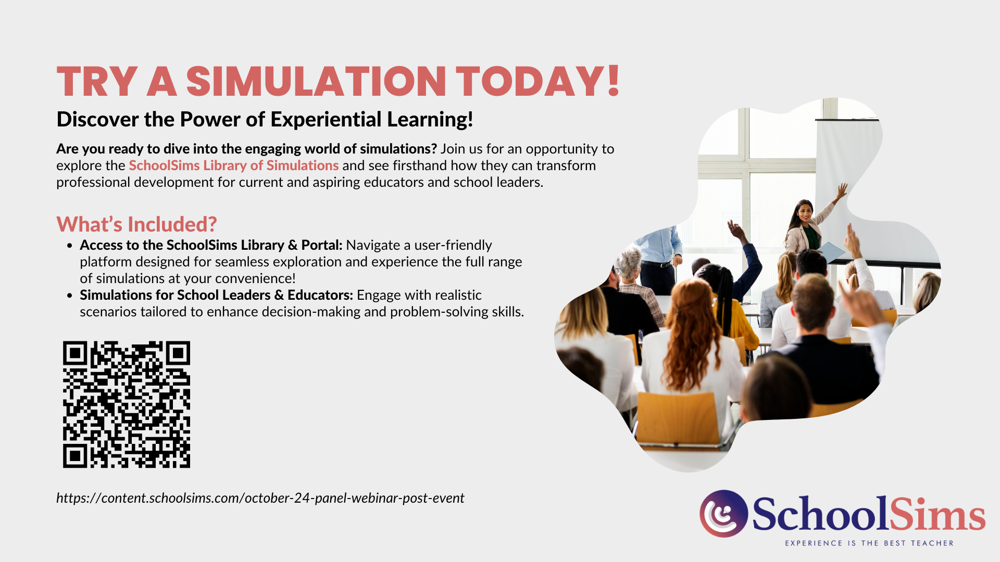 TRY A SIMULATION TODAY!
Discover the Power of Experiential Learning!
Are you ready to dive into the engaging world of simulations? Join us for an opportunity to
explore the SchoolSims Library of Simulations and see firsthand how they can transform
professional development for current and aspiring educators and school leaders.
What's Included?
• Access to the SchoolSims Library & Portal: Navigate a user-friendly
platform designed for seamless exploration and experience the full range
of simulations at your convenience!
• Simulations for School Leaders & Educators: Engage with realistic
scenarios tailored to enhance decision-making and problem-solving skills.
https://content.schoolsims.com/october-24-panel-webinar-post-event
SchoolSims
EXPERIENCE IS THE BEST TEACHER